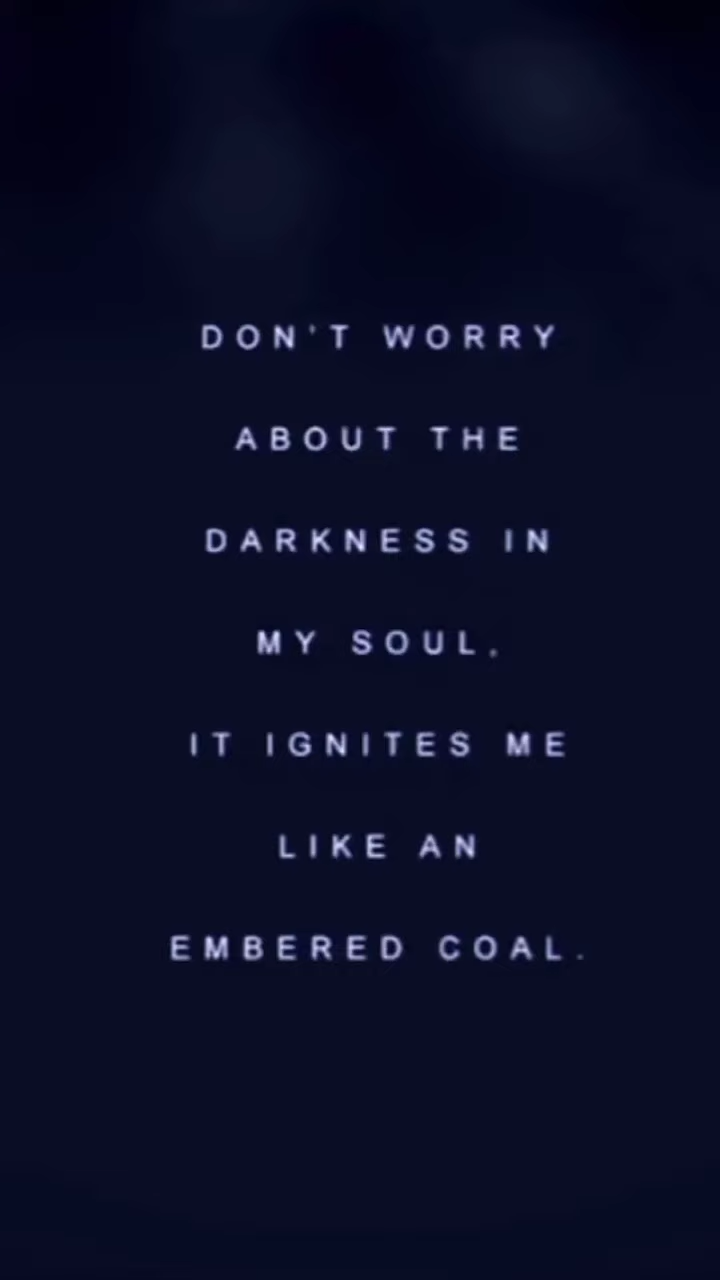 DON'T WORRY
ABOUT THE
DARKNESS IN
MY SOUL,
IT IGNITES ME
LIKE AN
EMBERED COAL.